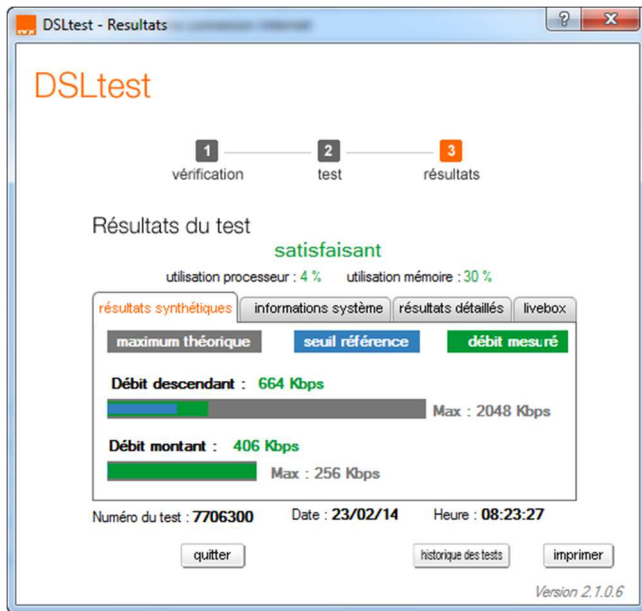 DSLtest - Resultats
DSLtest
1 2 3
vérification test résultats
Résultats du test
satisfaisant
utilisation processeur : 4 % utilisation mémoire : 30 %
résultats synthétiques informations système résultats détaillés livebox
maximum théorique seuil référence débit mesuré
Débit descendant : 664 Kbps
Max : 2048 Kbps
Débit montant : 406 Kbps
Max : 256 Kbps
Numéro du test : 7706300 Date : 23/02/14 Heure : 08:23:27
quitter historique des tests imprimer
Version 2.1.0.6